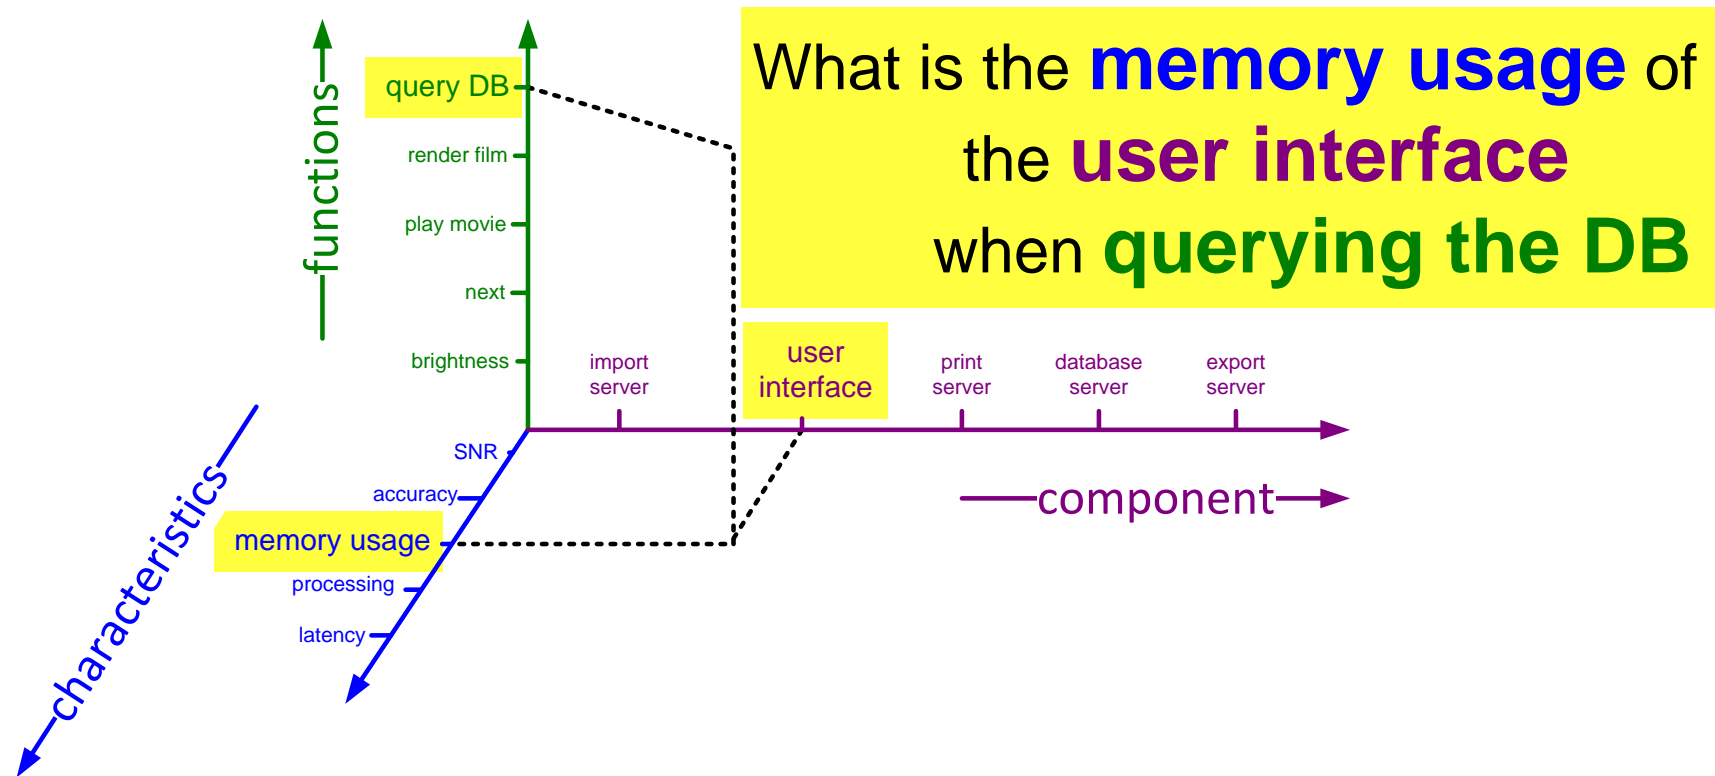 What is the memory usage of
the user interface
when querying the DB
functions
query DB
render film
play movie
next
brightness
import
server
user
interface
print
server
database
server
export
server
component
characteristics
SNR
accuracy
memory usage
processing
latency